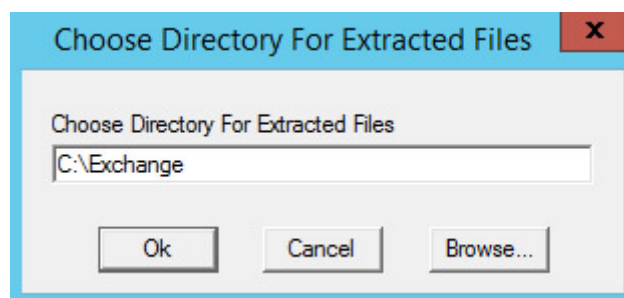 Choose Directory For Extracted Files
x
Choose Directory For Extracted Files
C:\Exchange
Ok
Cancel
Browse...